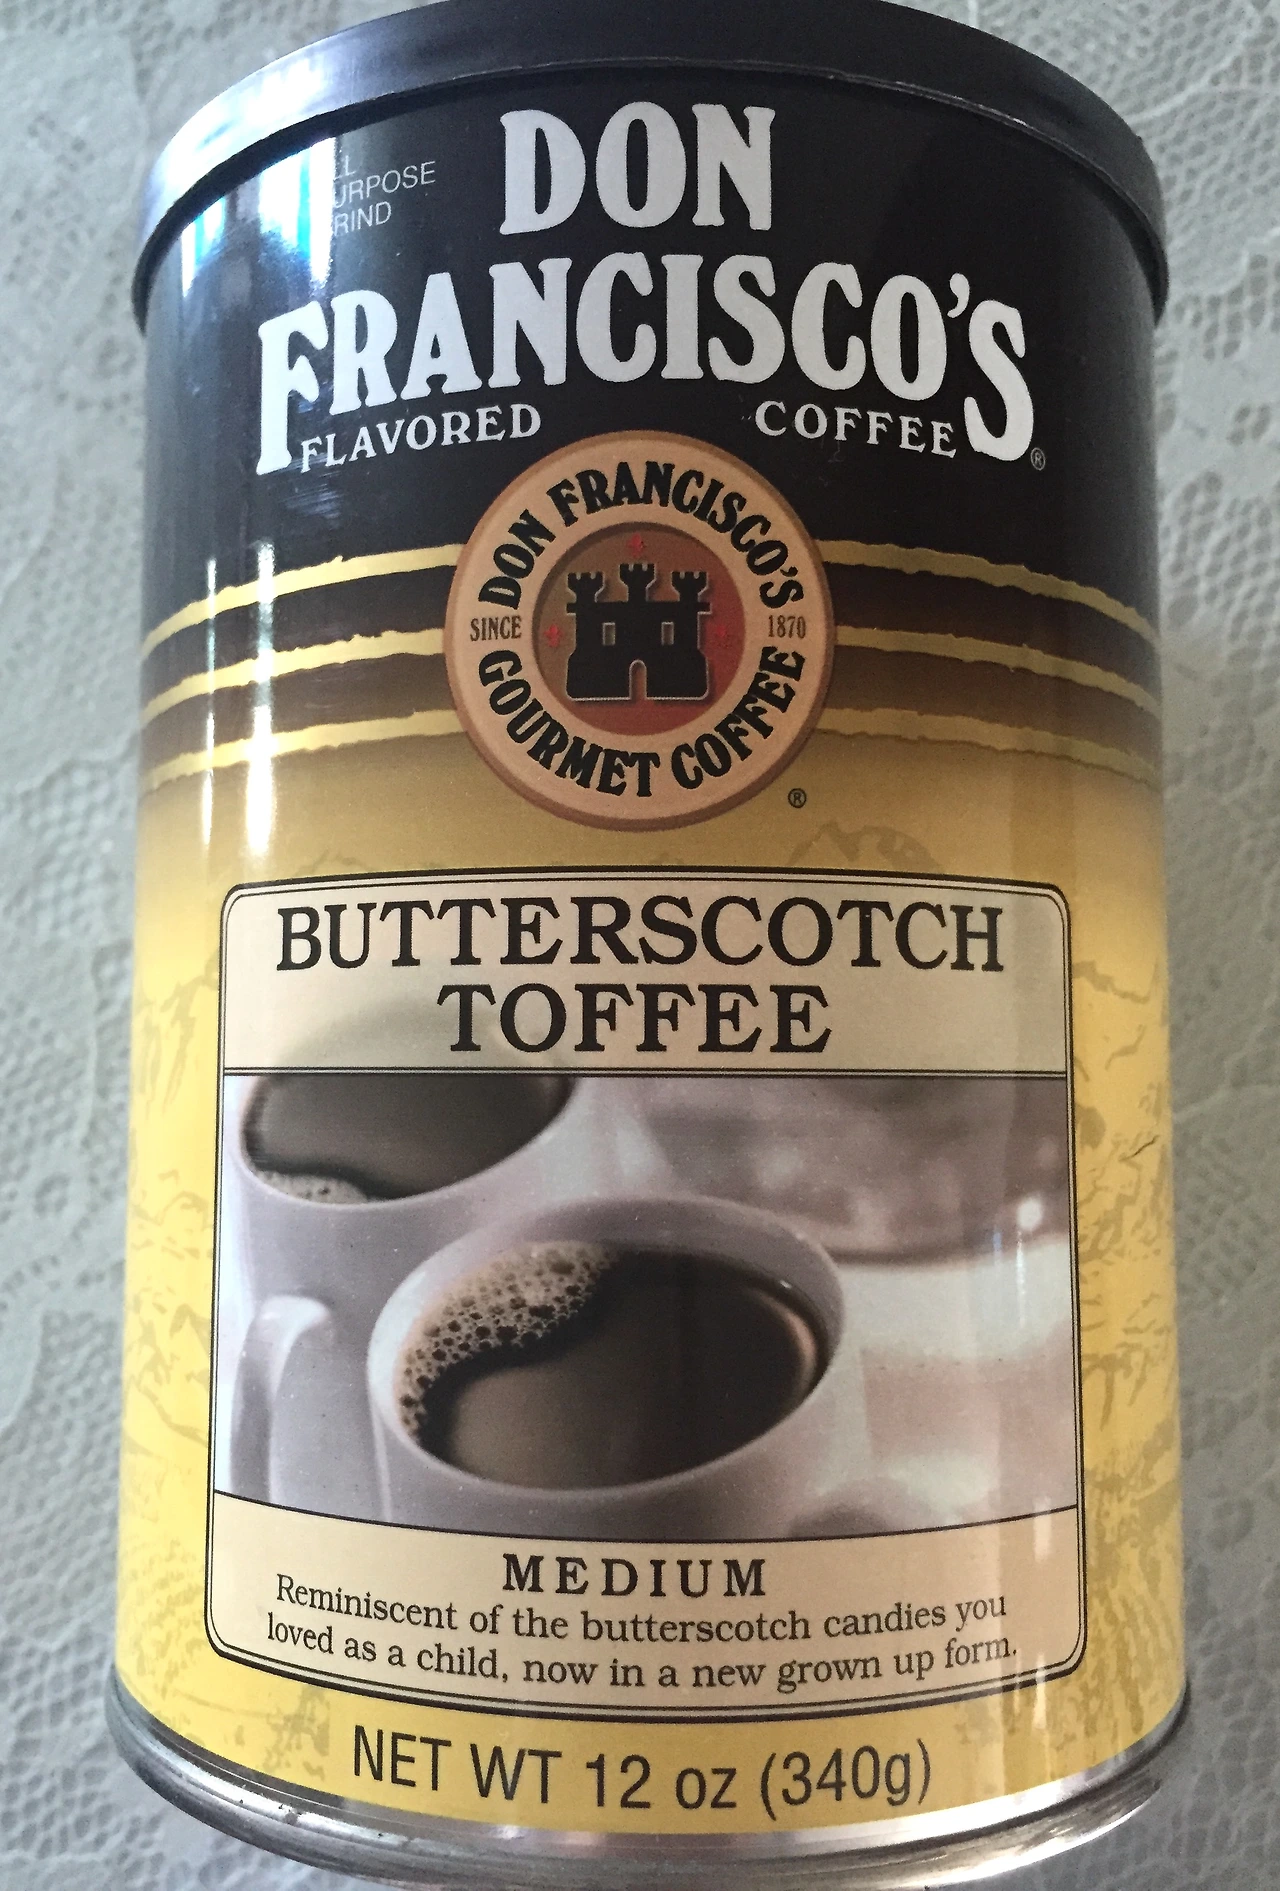 DON
FRANCISCO'S®
FLAVORED COFFEE
DON FRANCISCO'S
SINCE 1870
GOURMET COFFEE
®
BUTTERSCOTCH
TOFFEE
MEDIUM
Reminiscent of the butterscotch candies you
loved as a child, now in a new grown up form.
NET WT 12 oz (340g)